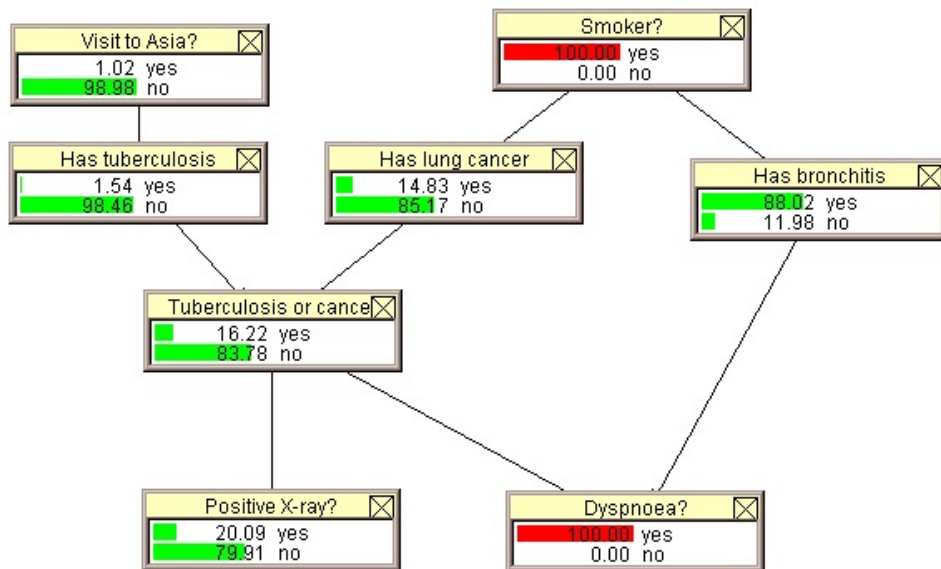 Visit to Asia?
1.02 yes
98.98 no
Smoker?
100.00 yes
0.00 no
Has tuberculosis
1.54 yes
98.46 no
Has lung cancer
14.83 yes
85.17 no
Has bronchitis
88.02 yes
11.98 no
Tuberculosis or cance
16.22 yes
83.78 no
Positive X-ray?
20.09 yes
79.91 no
Dyspnoea?
100.00 yes
0.00 no